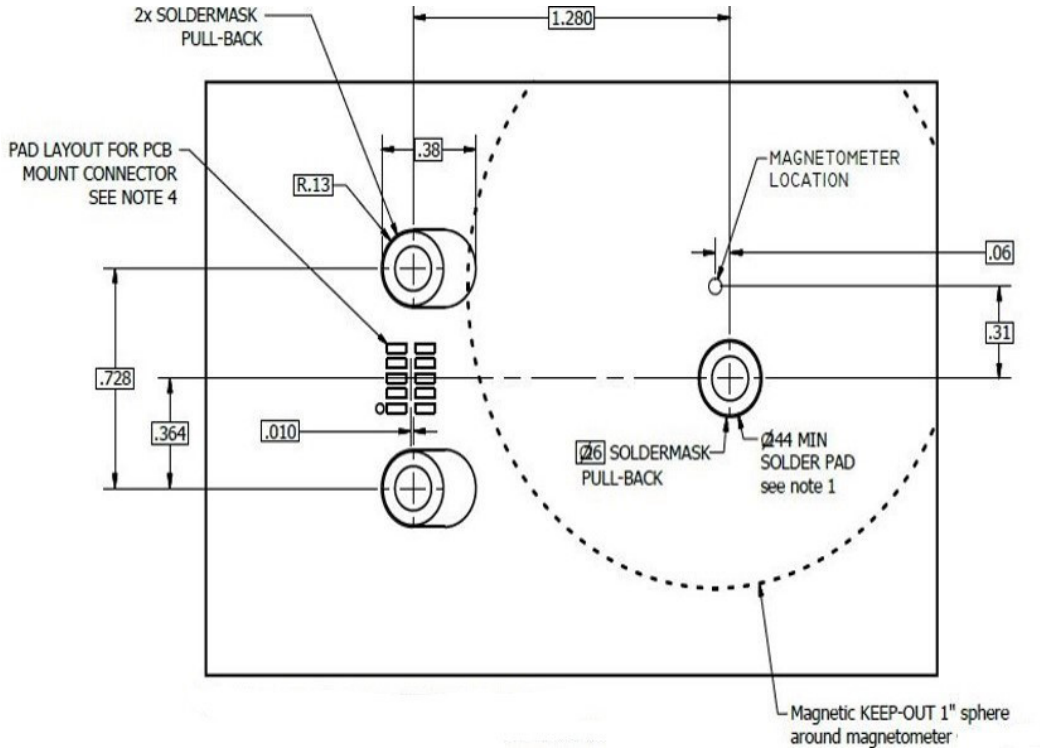 2x SOLDERMASK
PULL-BACK
1.280
PAD LAYOUT FOR PCB
MOUNT CONNECTOR
SEE NOTE 4
.38
R.13
MAGNETOMETER
LOCATION
.06
.31
.728
.364
.010
Ø6 SOLDERMASK
PULL-BACK
Ø44 MIN
SOLDER PAD
see note 1
Magnetic KEEP-OUT 1" sphere
around magnetometer